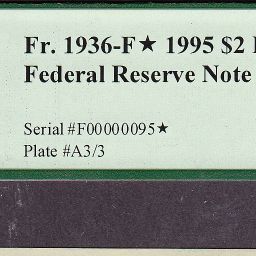 Fr. 1936-F★ 1995 $2
Federal Reserve Note
Serial #F00000095★
Plate #A3/3